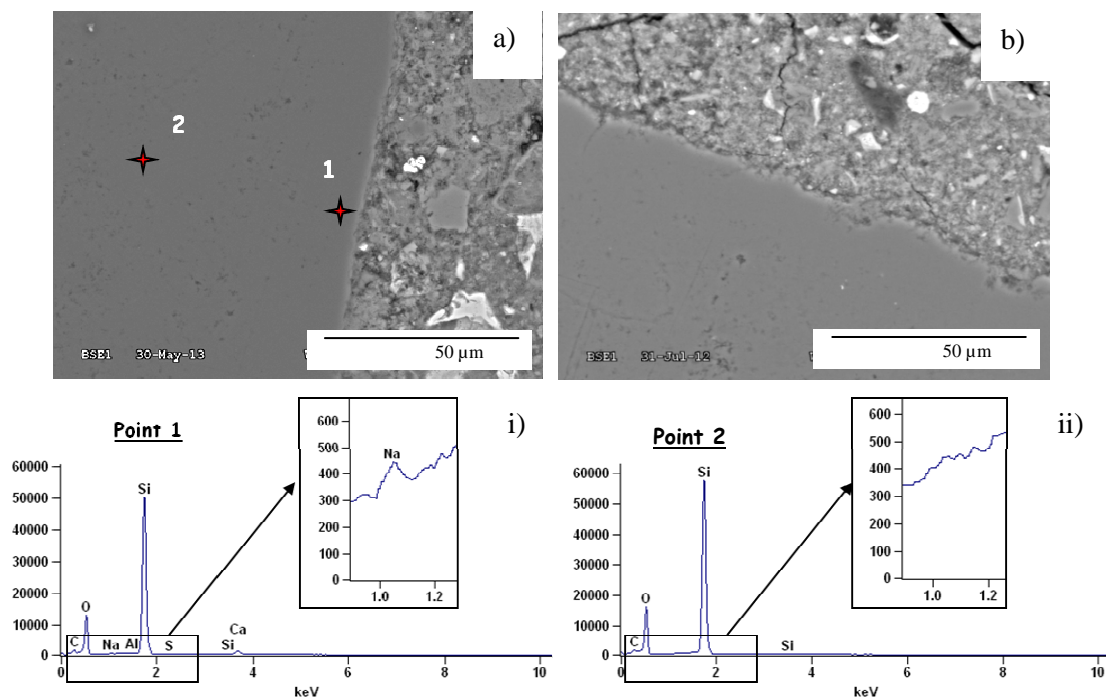 a)
2
1
BSE1 30-May-13
50 µm
b)
BSE1 31-Jul-12
50 µm
Point 1
i)
600
500
400
300
200
100
0
Na
1.0 1.2
60000
50000
40000
30000
20000
10000
0
C
O
Na
Al
Si
S
Si
Ca
0 2 4 6 8 10
keV
Point 2
ii)
600
500
400
300
200
100
0
1.0 1.2
60000
50000
40000
30000
20000
10000
0
C
O
Si
Si
0 2 4 6 8 10
keV